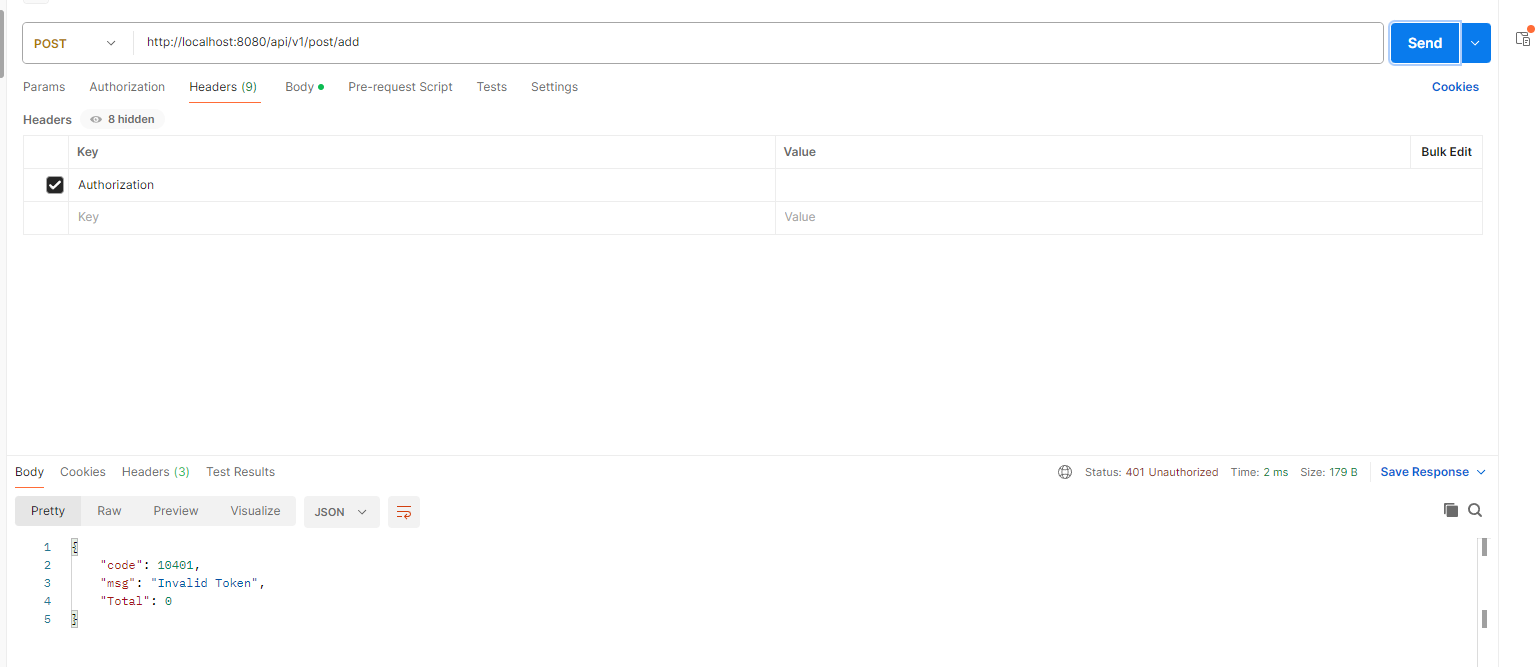 POST http://localhost:8080/api/v1/post/add Send
Params Authorization Headers (9) Body Pre-request Script Tests Settings Cookies
Headers 8 hidden
Key Value Bulk Edit
Authorization
Key Value
Body Cookies Headers (3) Test Results Status: 401 Unauthorized Time: 2 ms Size: 179 B Save Response
Pretty Raw Preview Visualize JSON
1 {
2 "code": 10401,
3 "msg": "Invalid Token",
4 "Total": 0
5 }